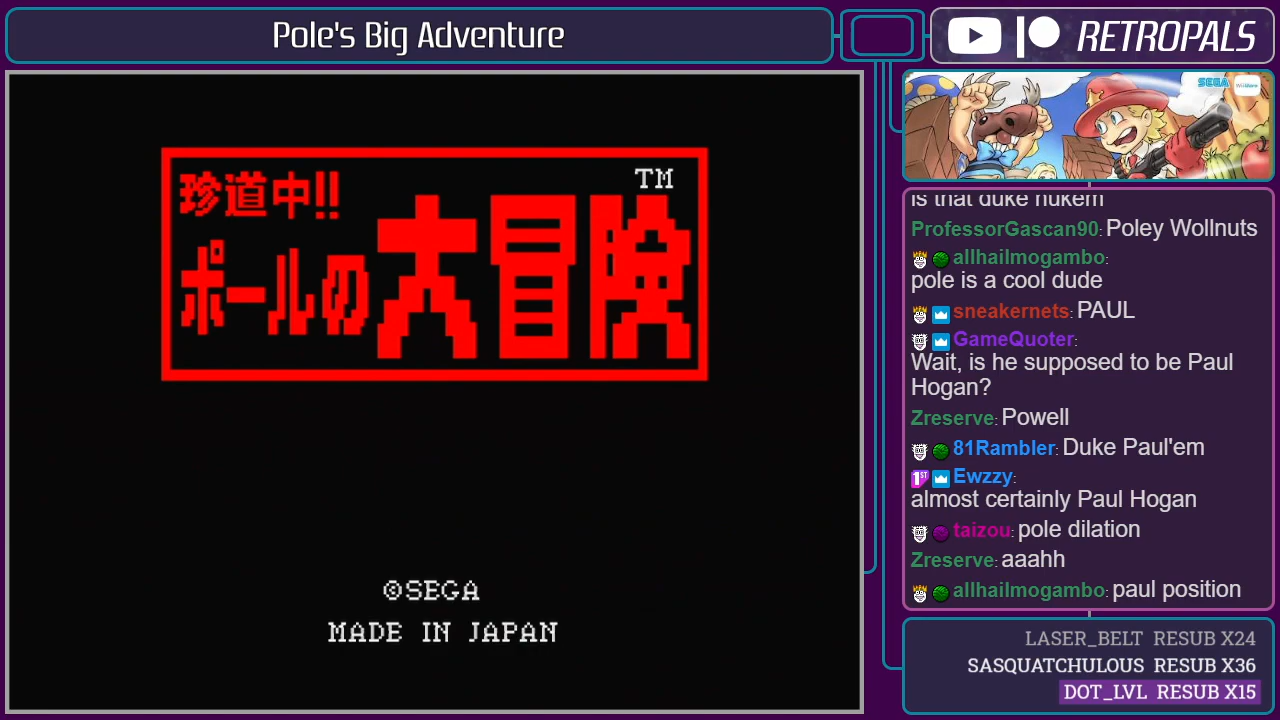 Pole's Big Adventure
RETROPALS
SEGA
珍道中!!
TM
ポールの大冒険
©SEGA
MADE IN JAPAN
is that duke nukem
ProfessorGascan90: Poley Wollnuts
allhailmogambo:
pole is a cool dude
sneakernets: PAUL
GameQuoter:
Wait, is he supposed to be Paul
Hogan?
Zreserve: Powell
81Rambler: Duke Paul'em
1ST Ewzzy:
almost certainly Paul Hogan
taizou: pole dilation
Zreserve: aaahh
allhailmogambo: paul position
LASER_BELT RESUB X24
SASQUATCHULOUS RESUB X36
DOT_LVL RESUB X15